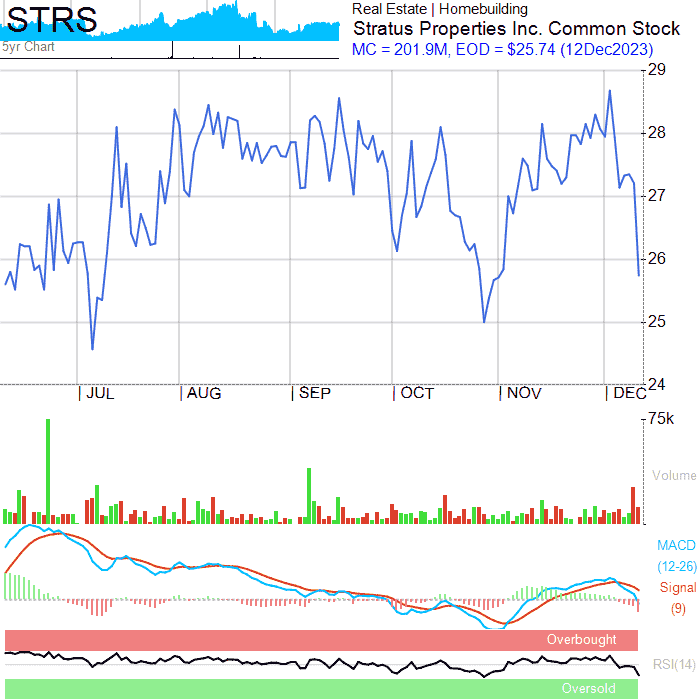 STRS
5yr Chart
Real Estate | Homebuilding
Stratus Properties Inc. Common Stock
MC = 201.9M, EOD = $25.74 (12Dec2023)
29
28
27
26
25
24
| JUL | AUG | SEP | OCT | NOV | DEC
75k
Volume
MACD
(12-26)
Signal
(9)
Overbought
RSI(14)
Oversold